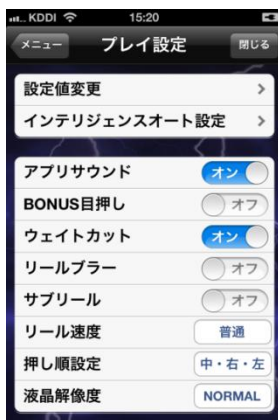 KDDI 15:20
メニュー プレイ設定 閉じる
設定値変更
インテリジェンスオート設定
アプリサウンド オン
BONUS目押し オフ
ウェイトカット オン
リールブラー オフ
サブリール オフ
リール速度 普通
押し順設定 中・右・左
液晶解像度 NORMAL